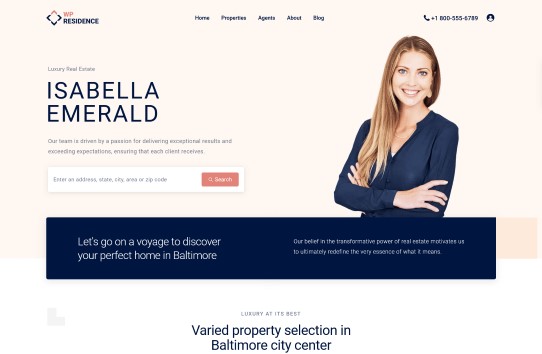 WP
RESIDENCE
Home Properties Agents About Blog
+1 800-555-6789
Luxury Real Estate
ISABELLA
EMERALD
Our team is driven by a passion for delivering exceptional results and
exceeding expectations, ensuring that each client receives.
Enter an address, state, city, area or zip code
Search
Let's go on a voyage to discover
your perfect home in Baltimore
Our belief in the transformative power of real estate motivates us
to ultimately redefine the very essence of what it means.
LUXURY AT ITS BEST
Varied property selection in
Baltimore city center